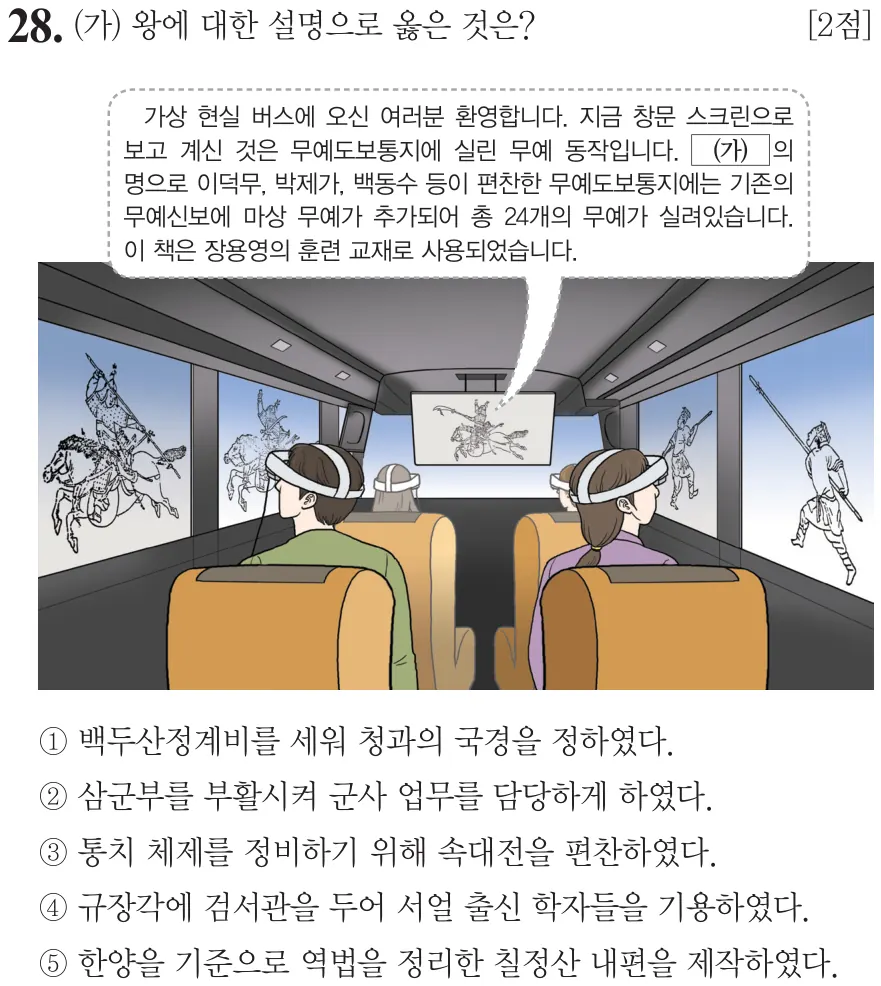 28. (가) 왕에 대한 설명으로 옳은 것은? [2점]
가상 현실 버스에 오신 여러분 환영합니다. 지금 창문 스크린으로
보고 계신 것은 무예도보통지에 실린 무예 동작입니다. (가) 의
명으로 이덕무, 박제가, 백동수 등이 편찬한 무예도보통지에는 기존의
무예신보에 마상 무예가 추가되어 총 24개의 무예가 실려있습니다.
이 책은 장용영의 훈련 교재로 사용되었습니다.
① 백두산정계비를 세워 청과의 국경을 정하였다.
② 삼군부를 부활시켜 군사 업무를 담당하게 하였다.
③ 통치 체제를 정비하기 위해 속대전을 편찬하였다.
④ 규장각에 검서관을 두어 서얼 출신 학자들을 기용하였다.
⑤ 한양을 기준으로 역법을 정리한 칠정산 내편을 제작하였다.